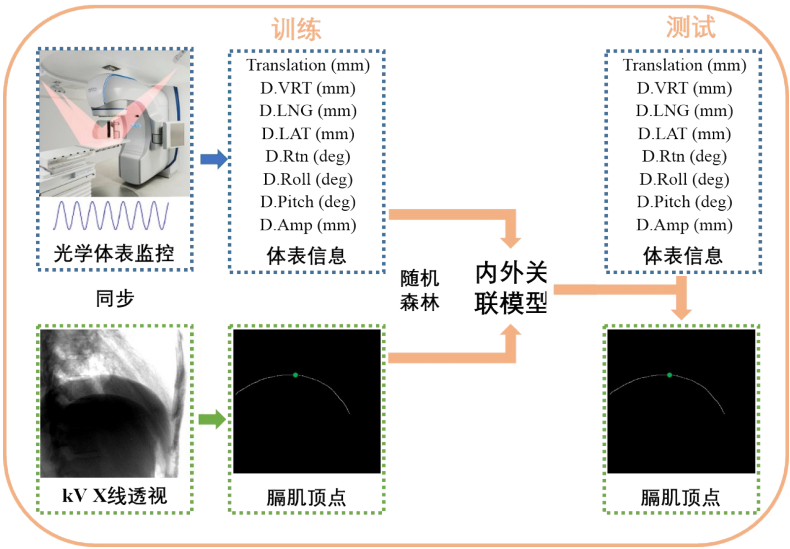 训练
测试
Translation (mm)
D.VRT (mm)
D.LNG (mm)
D.LAT (mm)
D.Rtn (deg)
D.Roll (deg)
D.Pitch (deg)
D.Amp (mm)
体表信息
Translation (mm)
D.VRT (mm)
D.LNG (mm)
D.LAT (mm)
D.Rtn (deg)
D.Roll (deg)
D.Pitch (deg)
D.Amp (mm)
体表信息
光学体表监控
同步
随机
森林
内外关
联模型
kV X线透视
膈肌顶点
膈肌顶点